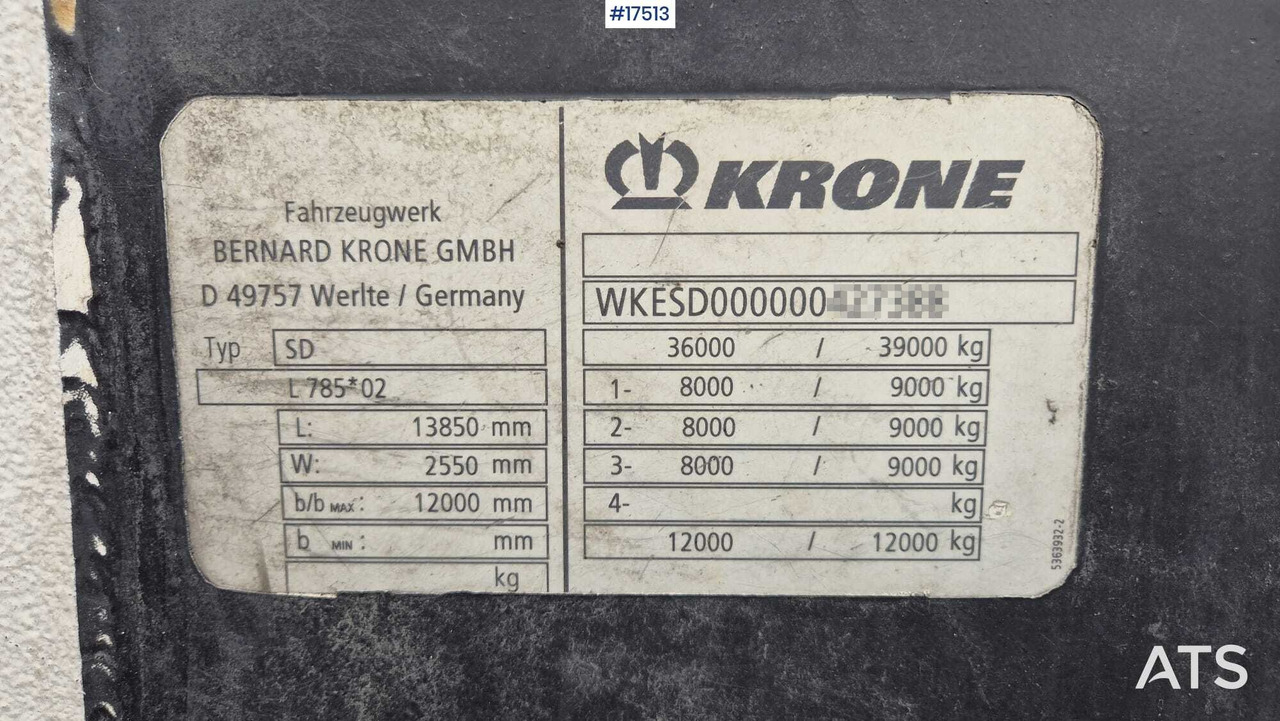 #17513
Fahrzeugwerk
BERNARD KRONE GMBH
D 49757 Werlte / Germany
Typ SD
L 785*02
L: 13850 mm
W: 2550 mm
b/b MAX: 12000 mm
b MIN: mm
kg
KRONE
WKESD000000
36000 / 39000 kg
1- 8000 / 9000 kg
2- 8000 / 9000 kg
3- 8000 / 9000 kg
4- kg
12000 / 12000 kg
5363932-2
ATS